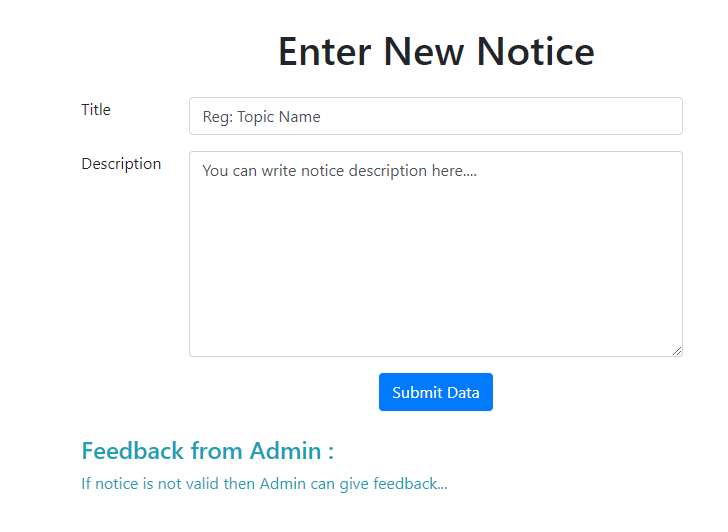 Enter New Notice
Title
Reg: Topic Name
Description
You can write notice description here....
Submit Data
Feedback from Admin :
If notice is not valid then Admin can give feedback...